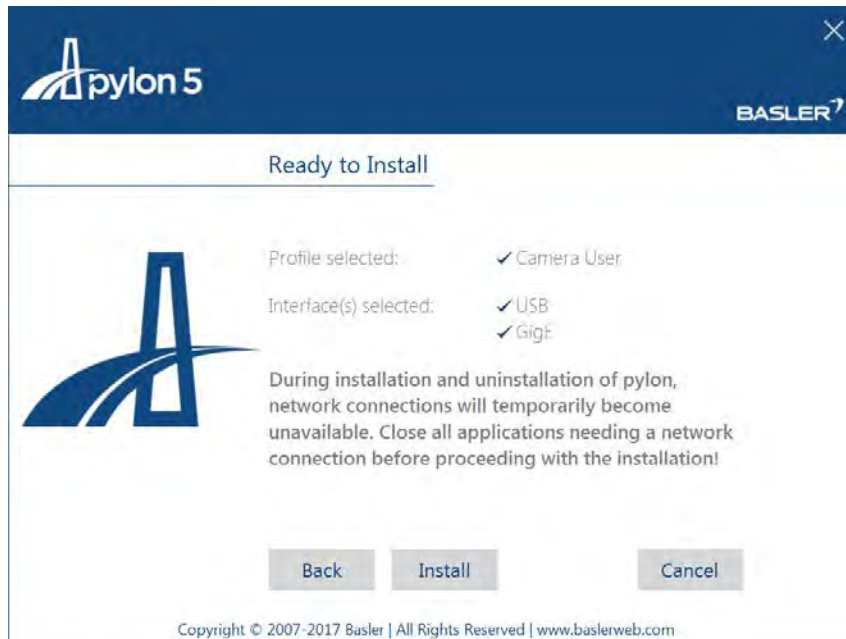 pylon 5
BASLER
Ready to Install
Profile selected: ✓ Camera User
Interface(s) selected: ✓ USB
✓ GigE
During installation and uninstallation of pylon,
network connections will temporarily become
unavailable. Close all applications needing a network
connection before proceeding with the installation!
Back Install Cancel
Copyright © 2007-2017 Basler | All Rights Reserved | www.baslerweb.com